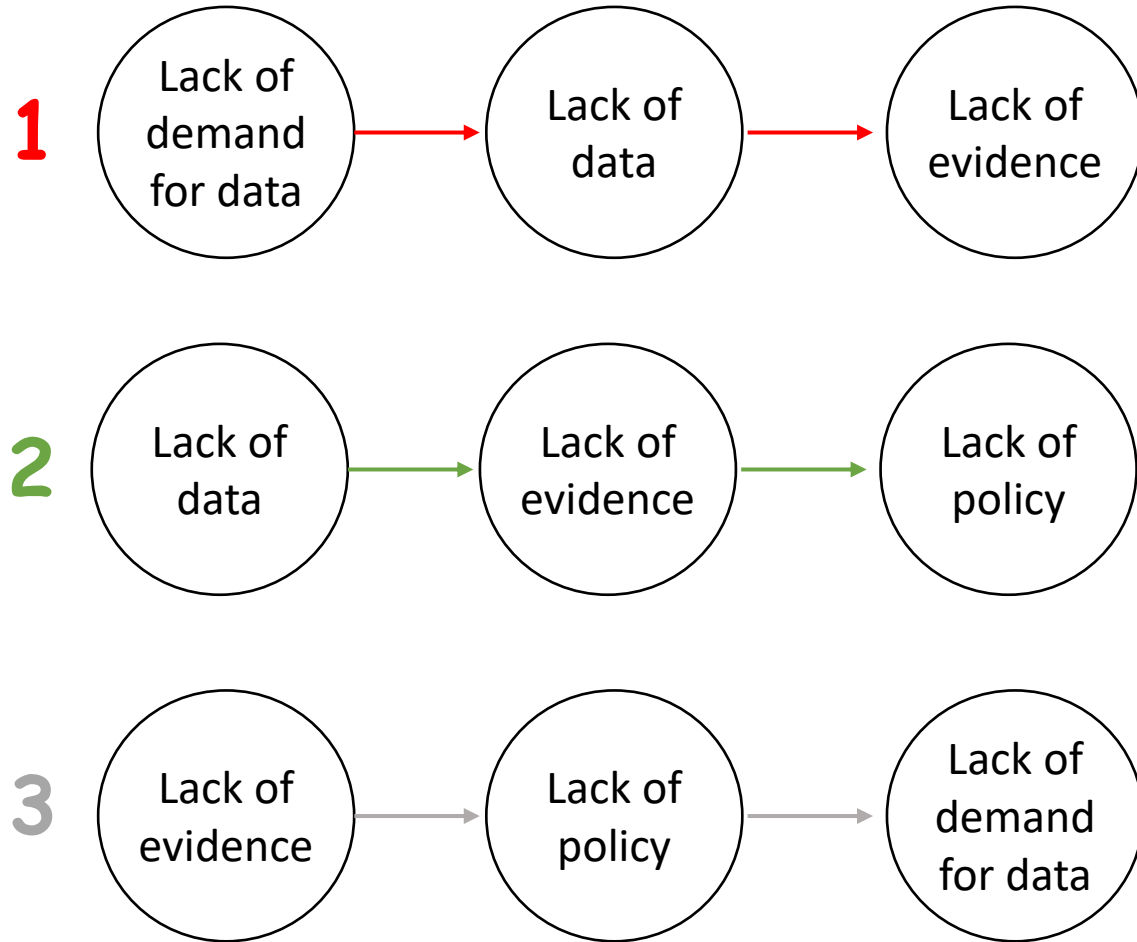 1
Lack of
demand
for data
Lack of
data
Lack of
evidence
2
Lack of
data
Lack of
evidence
Lack of
policy
3
Lack of
evidence
Lack of
policy
Lack of
demand
for data